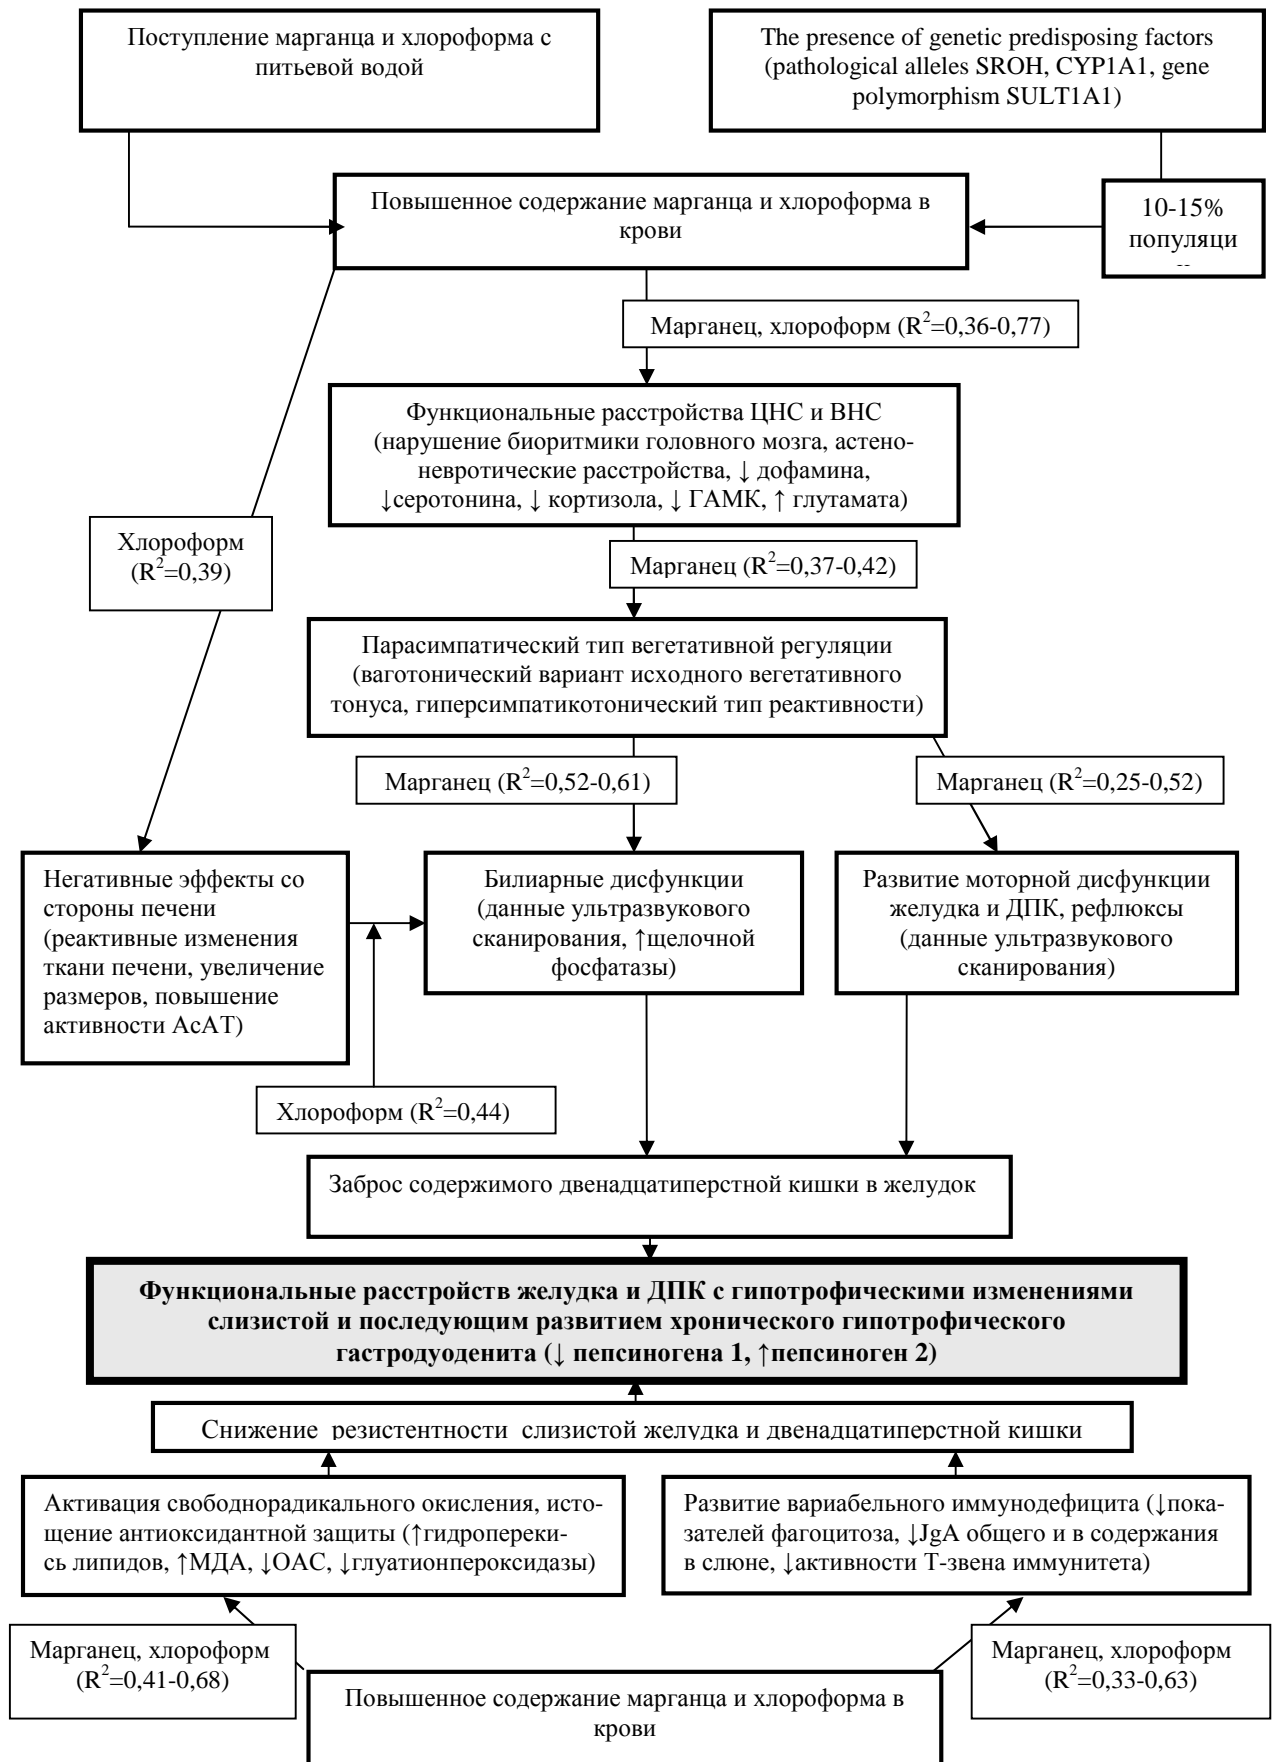 Поступление марганца и хлороформа с
питьевой водой
The presence of genetic predisposing factors
(pathological alleles SROH, CYP1A1, gene
polymorphism SULT1A1)
Повышенное содержание марганца и хлороформа в
крови
10-15%
популяци
Марганец, хлороформ (R²=0,36-0,77)
Функциональные расстройства ЦНС и ВНС
(нарушение биоритмики головного мозга, астено-
невротические расстройства, ↓ дофамина,
↓серотонина, ↓ кортизола, ↓ ГАМК, ↑ глутамата)
Хлороформ
(R²=0,39)
Марганец (R²=0,37-0,42)
Парасимпатический тип вегетативной регуляции
(ваготонический вариант исходного вегетативного
тонуса, гиперсимпатикотонический тип реактивности)
Марганец (R²=0,52-0,61)
Марганец (R²=0,25-0,52)
Негативные эффекты со
стороны печени
(реактивные изменения
ткани печени, увеличение
размеров, повышение
активности АсАТ)
Билиарные дисфункции
(данные ультразвукового
сканирования, ↑щелочной
фосфатазы)
Развитие моторной дисфункции
желудка и ДПК, рефлюксы
(данные ультразвукового
сканирования)
Хлороформ (R²=0,44)
Заброс содержимого двенадцатиперстной кишки в желудок
Функциональные расстройств желудка и ДПК с гипотрофическими изменениями
слизистой и последующим развитием хронического гипотрофического
гастродуоденита (↓ пепсиногена 1, ↑пепсиноген 2)
Снижение резистентности слизистой желудка и двенадцатиперстной кишки
Активация свободнорадикального окисления, исто-
щение антиоксидантной защиты (↑гидропереки-
сь липидов, ↑МДА, ↓ОАС, ↓глуатионпероксидазы)
Развитие вариабельного иммунодефицита (↓пока-
зателей фагоцитоза, ↓JgA общего и в содержания
в слюне, ↓активности Т-звена иммунитета)
Марганец, хлороформ
(R²=0,41-0,68)
Марганец, хлороформ
(R²=0,33-0,63)
Повышенное содержание марганца и хлороформа в
крови